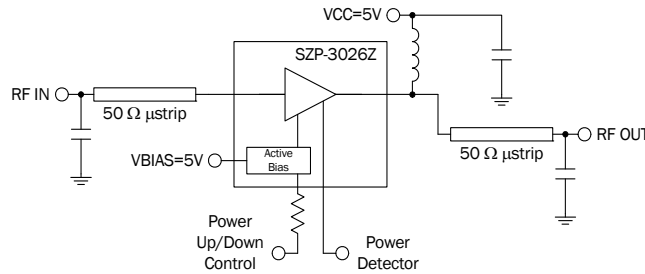 VCC=5V
SZP-3026Z
RF IN
50 Ω µstrip
Active
Bias
VBIAS=5V
RF OUT
50 Ω µstrip
Power
Up/Down
Control
Power
Detector